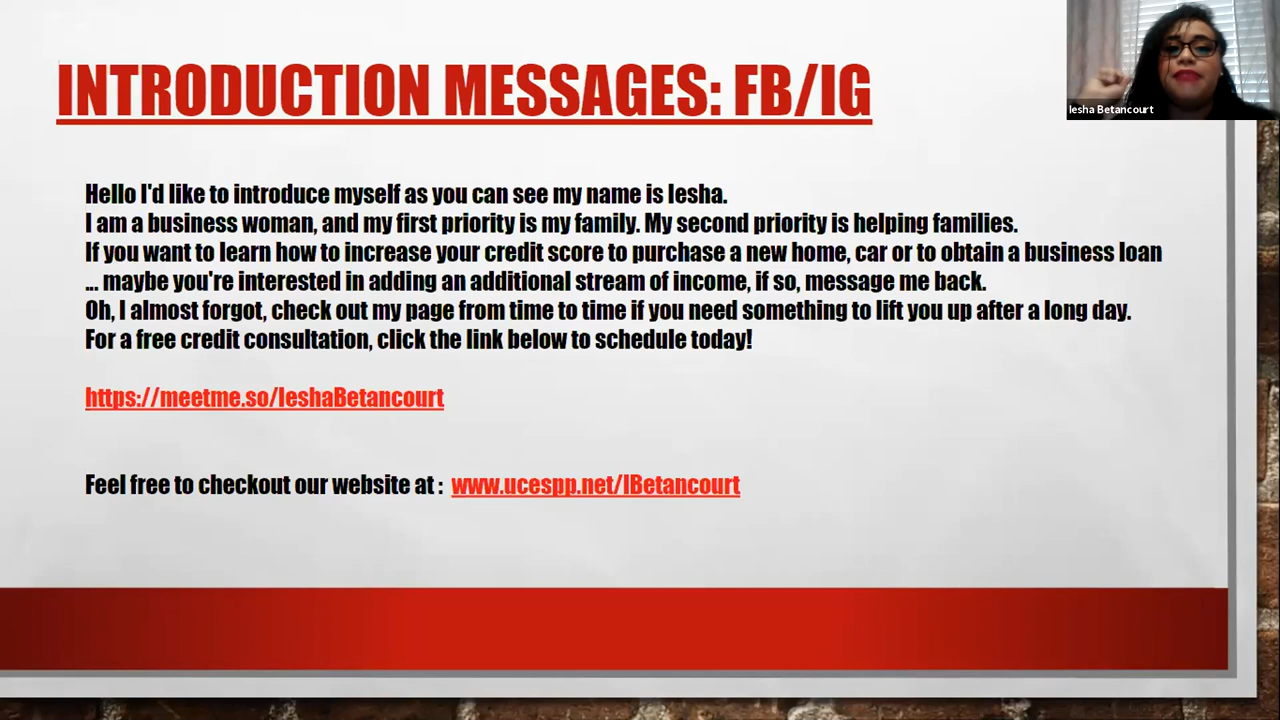 INTRODUCTION MESSAGES: FB/IG
Iesha Betancourt
Hello I'd like to introduce myself as you can see my name is Iesha.
I am a business woman, and my first priority is my family. My second priority is helping families.
If you want to learn how to increase your credit score to purchase a new home, car or to obtain a business loan
... maybe you're interested in adding an additional stream of income, if so, message me back.
Oh, I almost forgot, check out my page from time to time if you need something to lift you up after a long day.
For a free credit consultation, click the link below to schedule today!
https://meetme.so/IeshaBetancourt
Feel free to checkout our website at : www.ucespp.net/IBetancourt